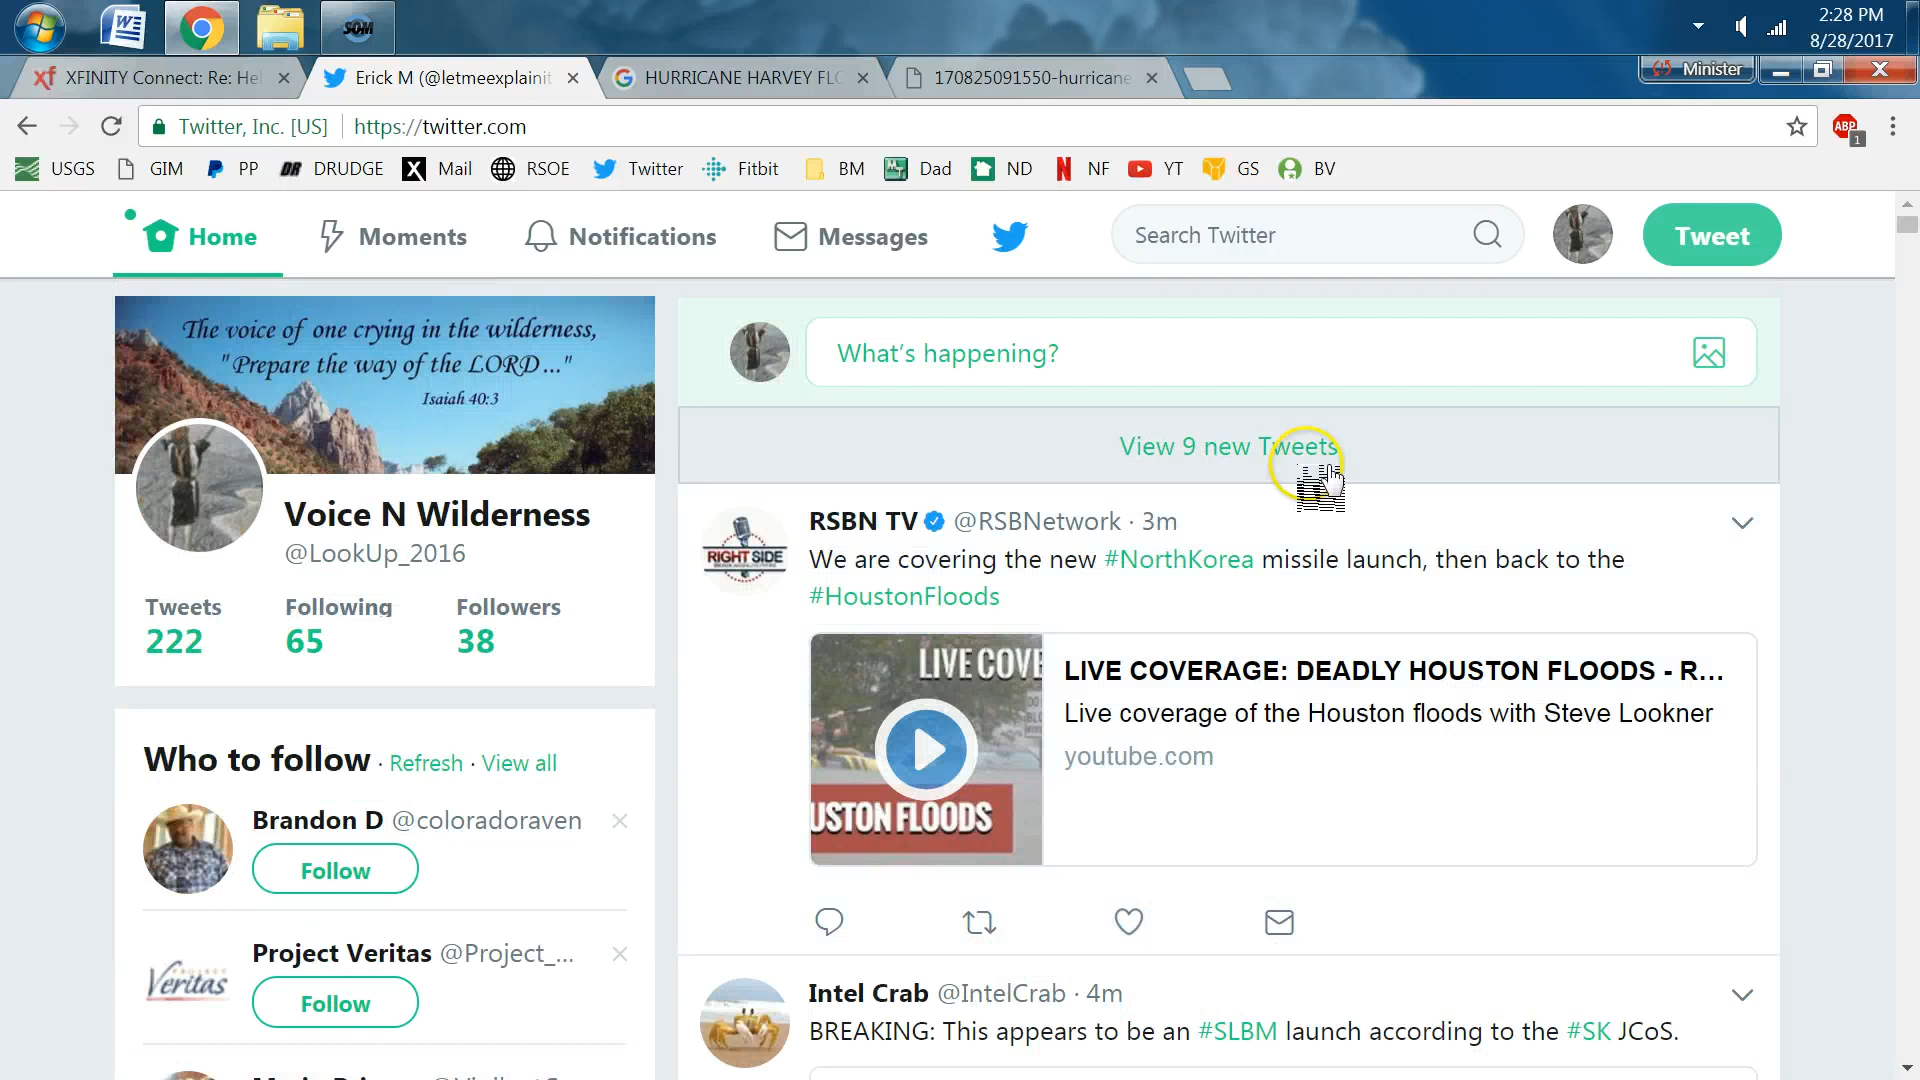 2:28 PM
8/28/2017
XFINITY Connect: Re: Hel
Erick M (@letmeexplainit
HURRICANE HARVEY FLO
170825091550-hurricane
Minister
Twitter, Inc. [US]
https://twitter.com
ABP
1
USGS GIM PP DR DRUDGE X Mail RSOE Twitter Fitbit BM Dad ND NF YT GS BV
Home
Moments
Notifications
Messages
Search Twitter
Tweet
The voice of one crying in the wilderness,
"Prepare the way of the LORD..."
Isaiah 40:3
Voice N Wilderness
@LookUp_2016
Tweets Following Followers
222 65 38
Who to follow · Refresh · View all
Brandon D @coloradoraven
Follow
Project Veritas @Project_...
PROJECT
Veritas
Follow
What's happening?
View 9 new Tweets
RSBN TV @RSBNetwork · 3m
RIGHT SIDE
We are covering the new #NorthKorea missile launch, then back to the
#HoustonFloods
LIVE COVE
USTON FLOODS
LIVE COVERAGE: DEADLY HOUSTON FLOODS - R...
Live coverage of the Houston floods with Steve Lookner
youtube.com
Intel Crab @IntelCrab · 4m
BREAKING: This appears to be an #SLBM launch according to the #SK JCoS.